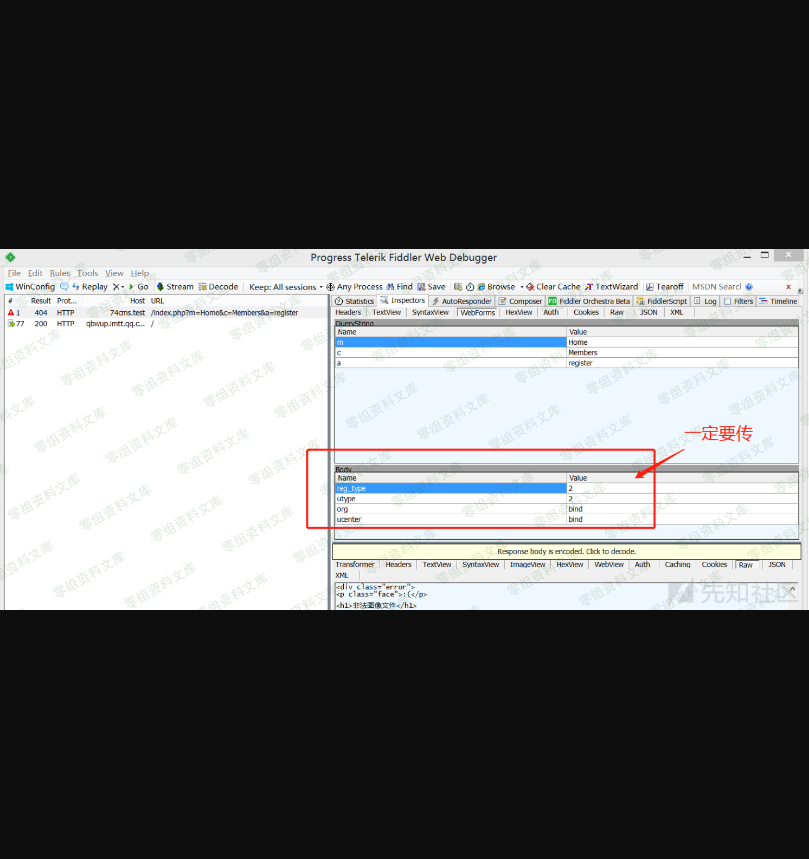 Progress Telerik Fiddler Web Debugger
File Edit Rules Tools View Help
WinConfig Replay Go Stream Decode Keep: All sessions Any Process Find Save Browse Clear Cache TextWizard Tearoff MSDN Search
# Result Prot... Host URL
1 404 HTTP 74cms.test /index.php?m=Home&c=Members&a=register
77 200 HTTP qbwup.imtt.qq.c... /
Statistics Inspectors AutoResponder Composer FO Fiddler Orchestra Beta FiddlerScript Log Filters Timeline
Headers TextView SyntaxView WebForms HexView Auth Cookies Raw JSON XML
QueryString
Name Value
m Home
c Members
a register
一定要传
Body
Name Value
reg_type 2
utype 2
org bind
ucenter bind
Response body is encoded. Click to decode.
Transformer Headers TextView SyntaxView ImageView HexView WebView Auth Caching Cookies Raw JSON
XML
<div class="error">
<p class="face">:(</p>
<h1>非法图像文件</h1>
先知社区
零组资料文库